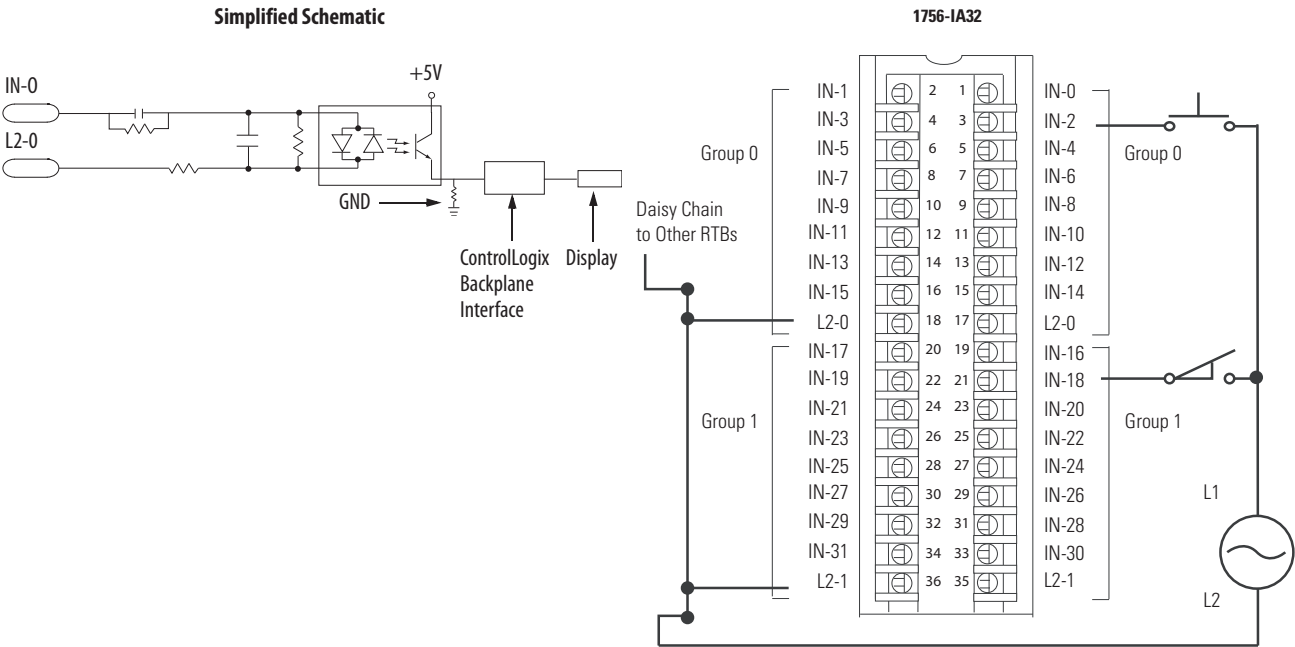 Simplified Schematic
IN-0
L2-0
+5V
GND
ControlLogix
Backplane
Interface
Display
1756-IA32
Daisy Chain
to Other RTBs
Group 0
Group 1
IN-1 2 1 IN-0
IN-3 4 3 IN-2
IN-5 6 5 IN-4
IN-7 8 7 IN-6
IN-9 10 9 IN-8
IN-11 12 11 IN-10
IN-13 14 13 IN-12
IN-15 16 15 IN-14
L2-0 18 17 L2-0
IN-17 20 19 IN-16
IN-19 22 21 IN-18
IN-21 24 23 IN-20
IN-23 26 25 IN-22
IN-25 28 27 IN-24
IN-27 30 29 IN-26
IN-29 32 31 IN-28
IN-31 34 33 IN-30
L2-1 36 35 L2-1
Group 0
Group 1
L1
L2